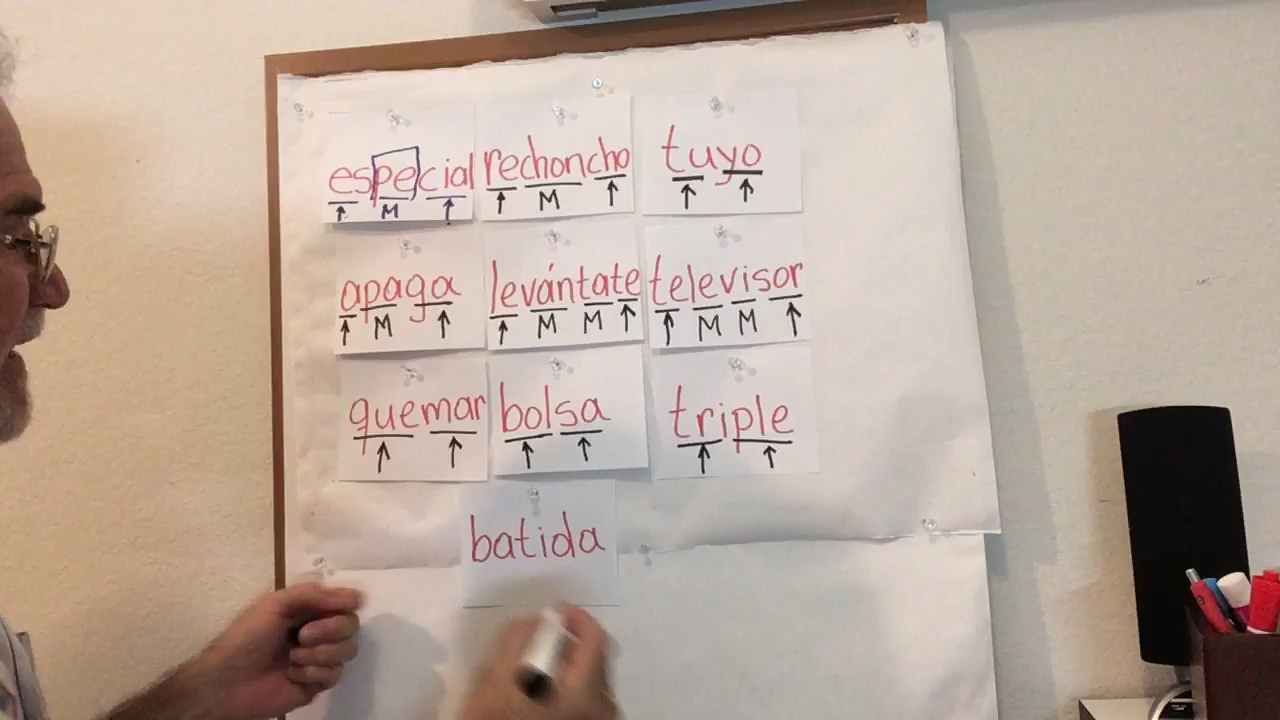 especial rechoncho tuyo
↑ M ↑ ↑ M ↑ ↑ ↑
apaga levántate televisor
↑ M ↑ ↑ M M ↑ ↑ M M ↑
quemar bolsa triple
↑ ↑ ↑ ↑ ↑ ↑
batida